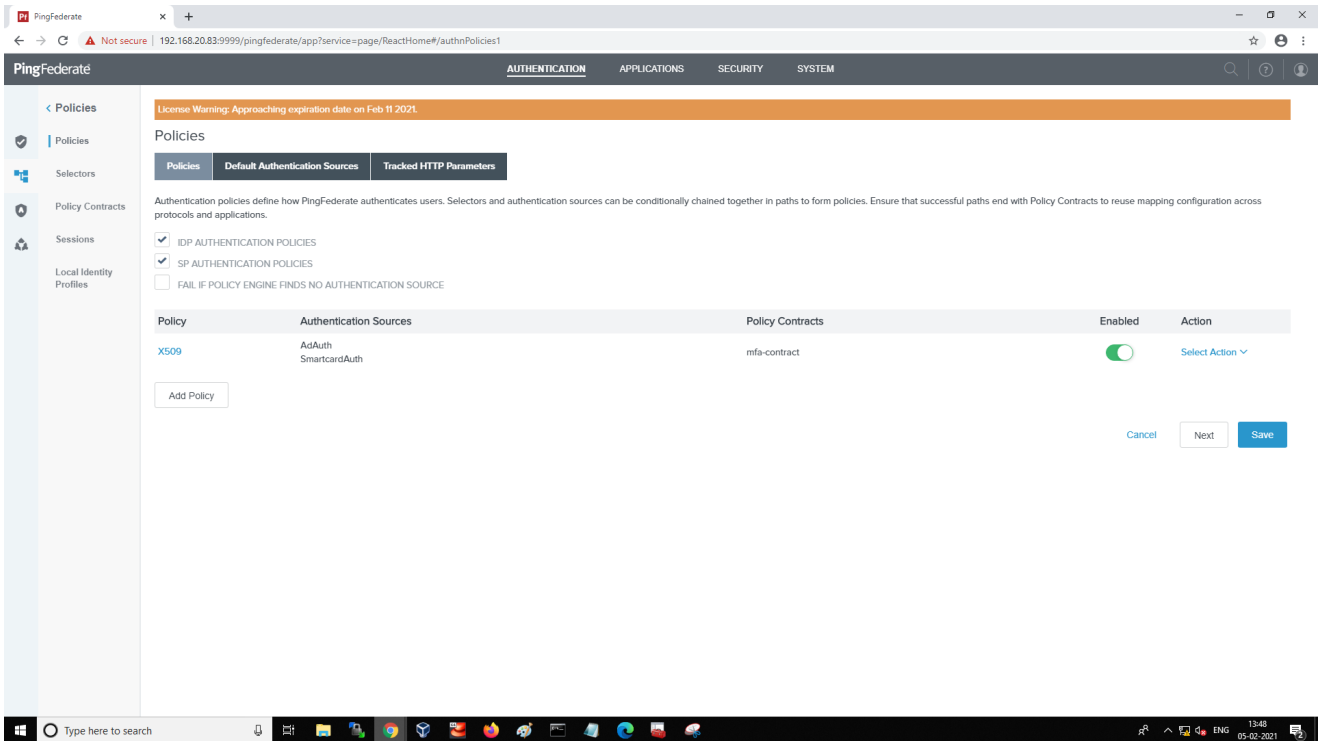 PingFederate
Not secure | 192.168.20.83:9999/pingfederate/app?service=page/ReactHome#/authnPolicies1
PingFederate
AUTHENTICATION APPLICATIONS SECURITY SYSTEM
< Policies
Policies
Selectors
Policy Contracts
Sessions
Local Identity
Profiles
License Warning: Approaching expiration date on Feb 11 2021.
Policies
Policies Default Authentication Sources Tracked HTTP Parameters
Authentication policies define how PingFederate authenticates users. Selectors and authentication sources can be conditionally chained together in paths to form policies. Ensure that successful paths end with Policy Contracts to reuse mapping configuration across
protocols and applications.
IDP AUTHENTICATION POLICIES
SP AUTHENTICATION POLICIES
FAIL IF POLICY ENGINE FINDS NO AUTHENTICATION SOURCE
Policy Authentication Sources Policy Contracts Enabled Action
X509 AdAuth mfa-contract Select Action
SmartcardAuth
Add Policy
Cancel Next Save
Type here to search
ENG
13:48
05-02-2021